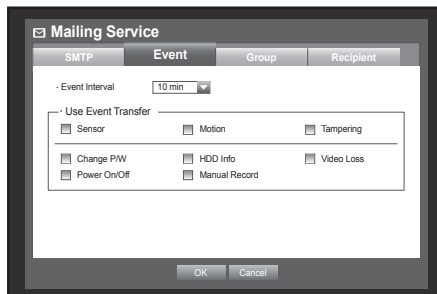 Mailing Service
SMTP Event Group Recipient
· Event Interval 10 min
· Use Event Transfer
Sensor Motion Tampering
Change P/W HDD Info Video Loss
Power On/Off Manual Record
OK Cancel